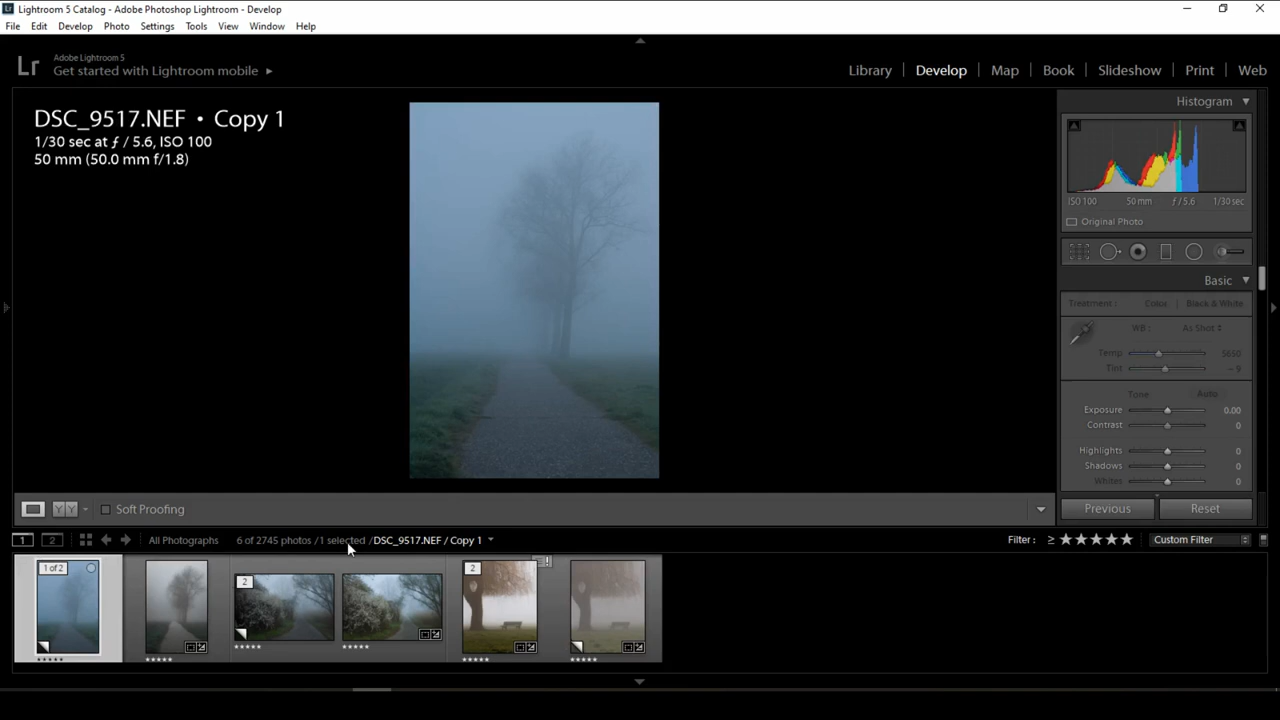 Lightroom 5 Catalog - Adobe Photoshop Lightroom - Develop
File Edit Develop Photo Settings Tools View Window Help
Lr Adobe Lightroom 5
Get started with Lightroom mobile ▸
Library | Develop | Map | Book | Slideshow | Print | Web
DSC_9517.NEF • Copy 1
1/30 sec at ƒ / 5.6, ISO 100
50 mm (50.0 mm f/1.8)
Histogram
ISO 100 50 mm ƒ / 5.6 1/30 sec
Original Photo
Basic
Treatment : Color | Black & White
WB : As Shot
Temp 5650
Tint – 9
Tone Auto
Exposure 0.00
Contrast 0
Highlights 0
Shadows 0
Whites 0
Y Y Soft Proofing
Previous Reset
1 2 All Photographs 6 of 2745 photos / 1 selected / DSC_9517.NEF / Copy 1
Filter : ≥ ★★★★★ Custom Filter
1 of 2 2 2 !
★★★★★ ★★★★★ ★★★★★ ★★★★★ ★★★★★ ★★★★★